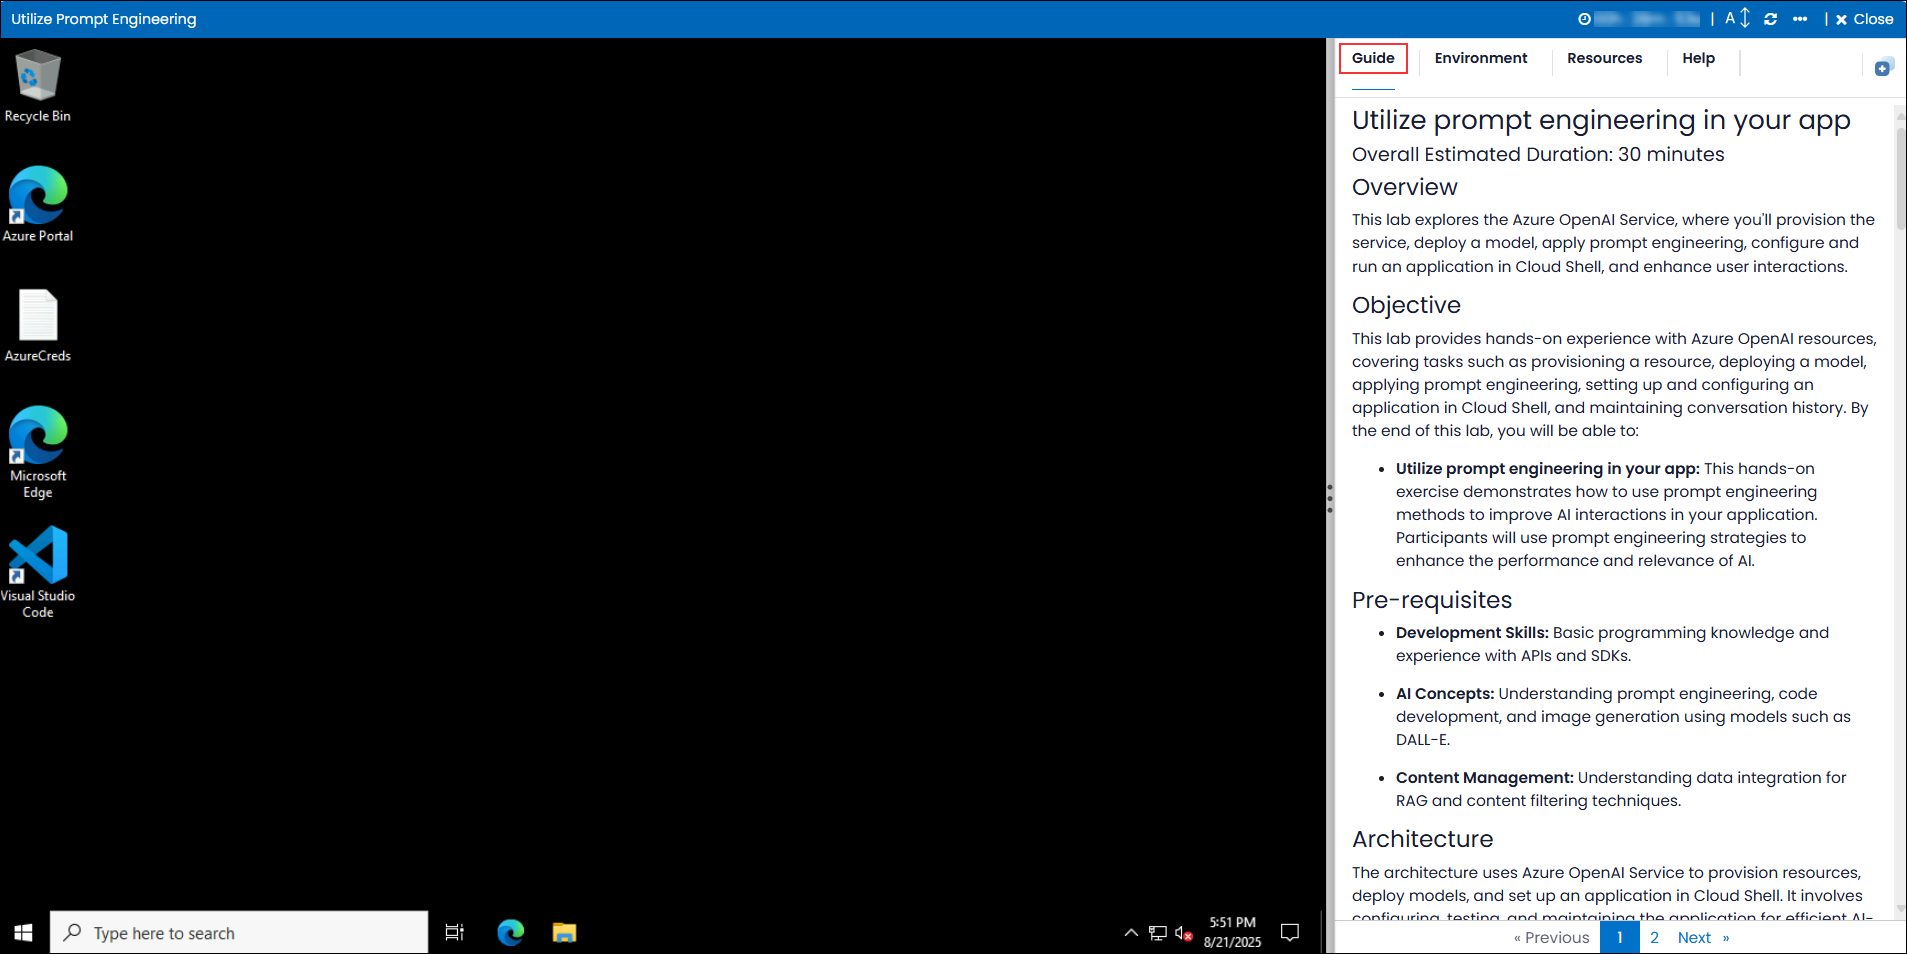 Utilize Prompt Engineering
A
Close
Recycle Bin
Azure Portal
AzureCreds
Microsoft
Edge
Visual Studio
Code
Type here to search
5:51 PM
8/21/2025
Guide
Environment
Resources
Help
Utilize prompt engineering in your app
Overall Estimated Duration: 30 minutes
Overview
This lab explores the Azure OpenAI Service, where you'll provision the
service, deploy a model, apply prompt engineering, configure and
run an application in Cloud Shell, and enhance user interactions.
Objective
This lab provides hands-on experience with Azure OpenAI resources,
covering tasks such as provisioning a resource, deploying a model,
applying prompt engineering, setting up and configuring an
application in Cloud Shell, and maintaining conversation history. By
the end of this lab, you will be able to:
• Utilize prompt engineering in your app: This hands-on
exercise demonstrates how to use prompt engineering
methods to improve AI interactions in your application.
Participants will use prompt engineering strategies to
enhance the performance and relevance of AI.
Pre-requisites
• Development Skills: Basic programming knowledge and
experience with APIs and SDKs.
• AI Concepts: Understanding prompt engineering, code
development, and image generation using models such as
DALL-E.
• Content Management: Understanding data integration for
RAG and content filtering techniques.
Architecture
The architecture uses Azure OpenAI Service to provision resources,
deploy models, and set up an application in Cloud Shell. It involves
configuring, testing, and maintaining the application for efficient AI-
« Previous 1 2 Next »